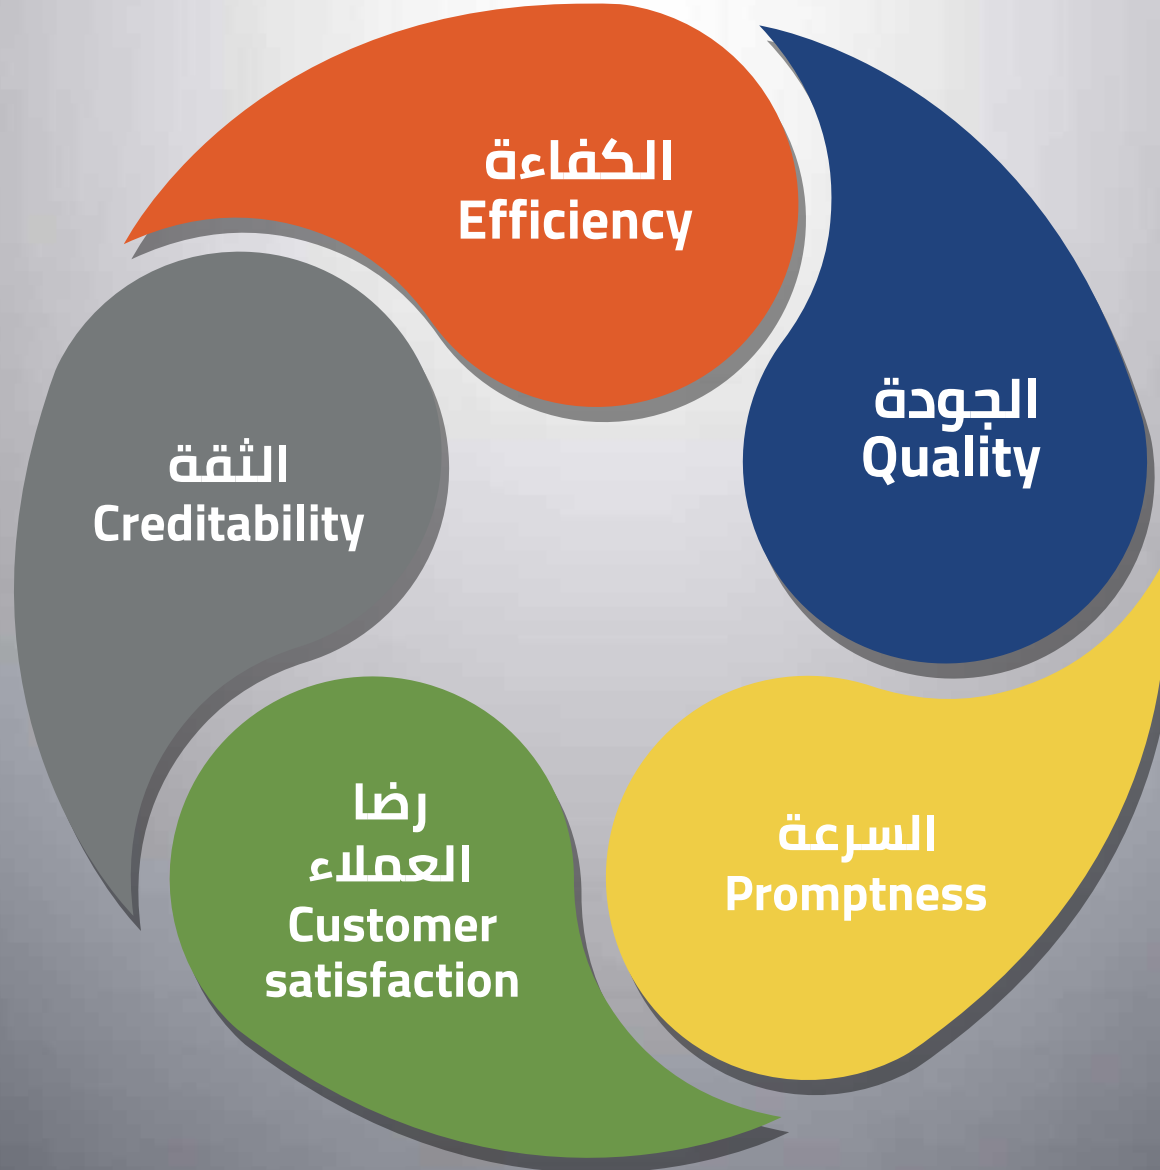 الكفاءة
Efficiency
الجودة
Quality
الثقة
Creditability
رضا
العملاء
Customer
satisfaction
السرعة
Promptness